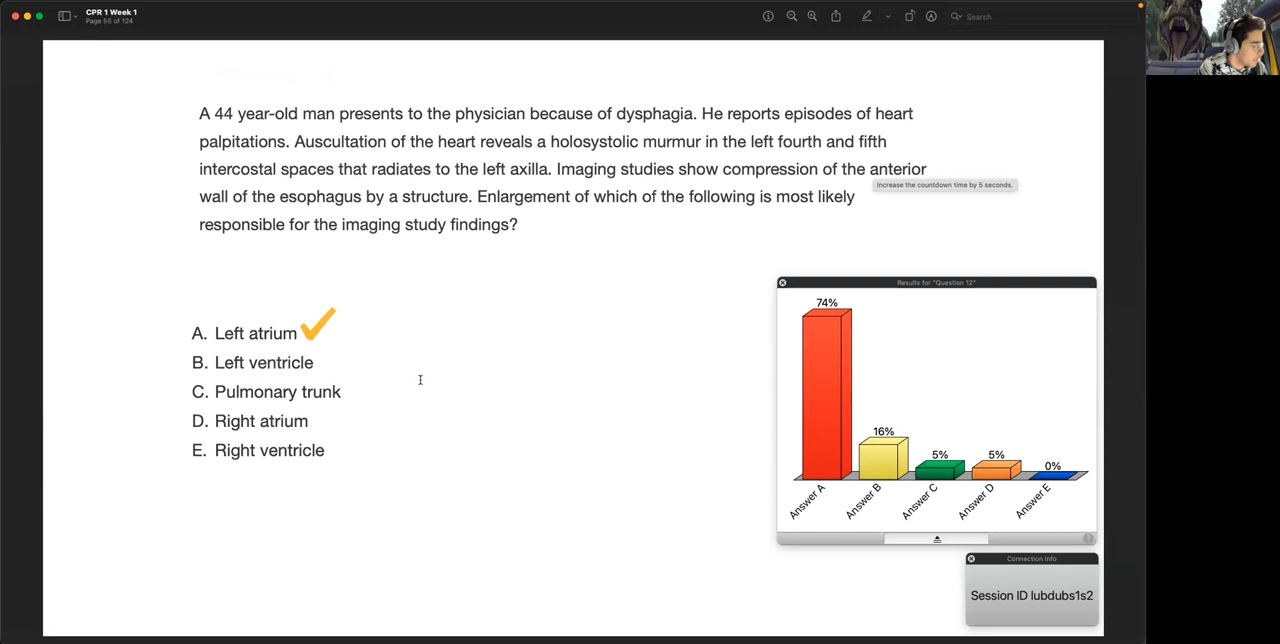 CPR 1 Week 1
Page 56 of 124
Search
A 44 year-old man presents to the physician because of dysphagia. He reports episodes of heart
palpitations. Auscultation of the heart reveals a holosystolic murmur in the left fourth and fifth
intercostal spaces that radiates to the left axilla. Imaging studies show compression of the anterior
Increase the countdown time by 5 seconds.
wall of the esophagus by a structure. Enlargement of which of the following is most likely
responsible for the imaging study findings?
A. Left atrium
B. Left ventricle
C. Pulmonary trunk
D. Right atrium
E. Right ventricle
Results for "Question 12"
74%
16%
5%
5%
0%
Answer A
Answer B
Answer C
Answer D
Answer E
Connection Info
Session ID lubdubs1s2